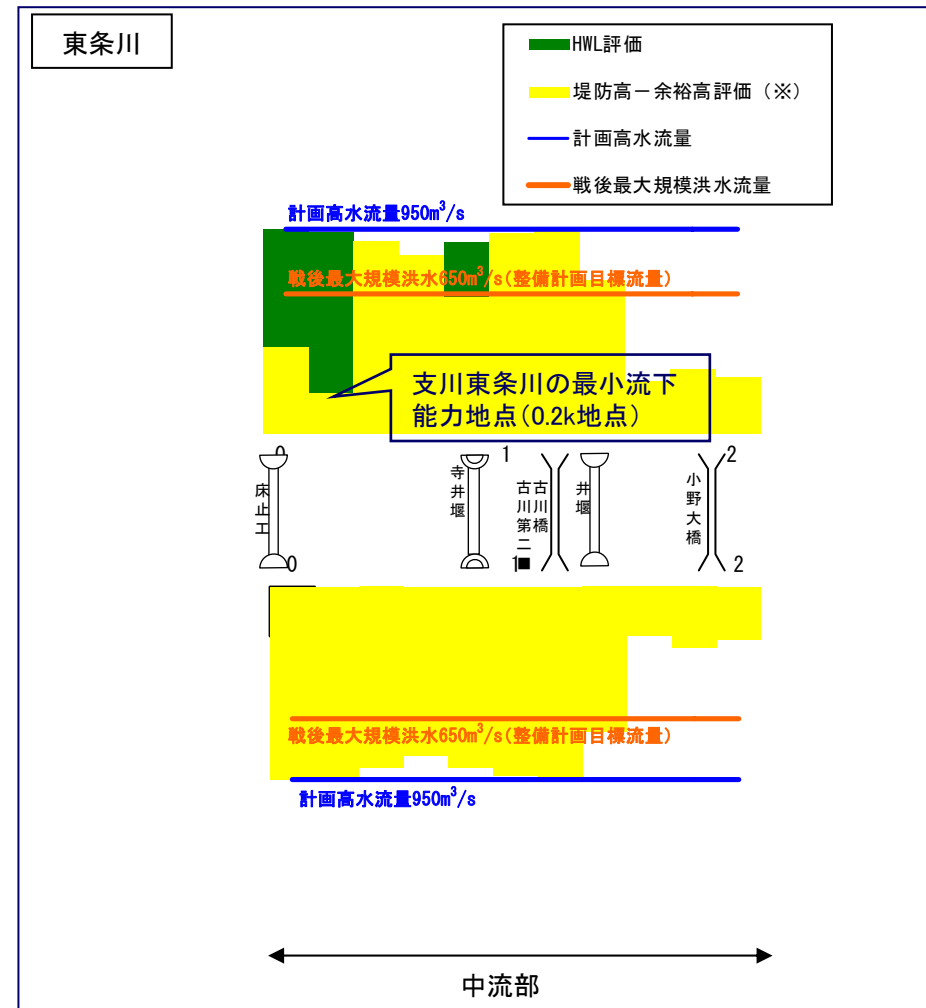 東条川
HWL評価
堤防高－余裕高評価（※）
計画高水流量
戦後最大規模洪水流量
計画高水流量950m³/s
戦後最大規模洪水650m³/s(整備計画目標流量)
支川東条川の最小流下
能力地点(0.2k地点)
0
1
2
床止工
寺井堰
古川第二■
古川橋
井堰
小野大橋
0
1
2
戦後最大規模洪水650m³/s(整備計画目標流量)
計画高水流量950m³/s
中流部